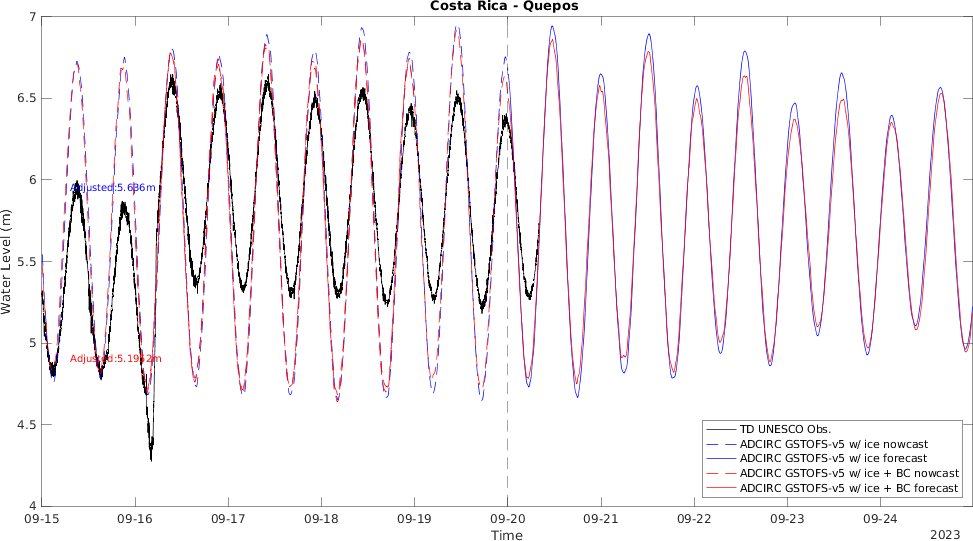 Costa Rica - Quepos
7
6.5
6
5.5
5
4.5
4
Water Level (m)
Adjusted:5.636m
Adjusted:5.1952m
TD UNESCO Obs.
ADCIRC GSTOFS-v5 w/ ice nowcast
ADCIRC GSTOFS-v5 w/ ice forecast
ADCIRC GSTOFS-v5 w/ ice + BC nowcast
ADCIRC GSTOFS-v5 w/ ice + BC forecast
09-15 09-16 09-17 09-18 09-19 09-20 09-21 09-22 09-23 09-24
Time
2023